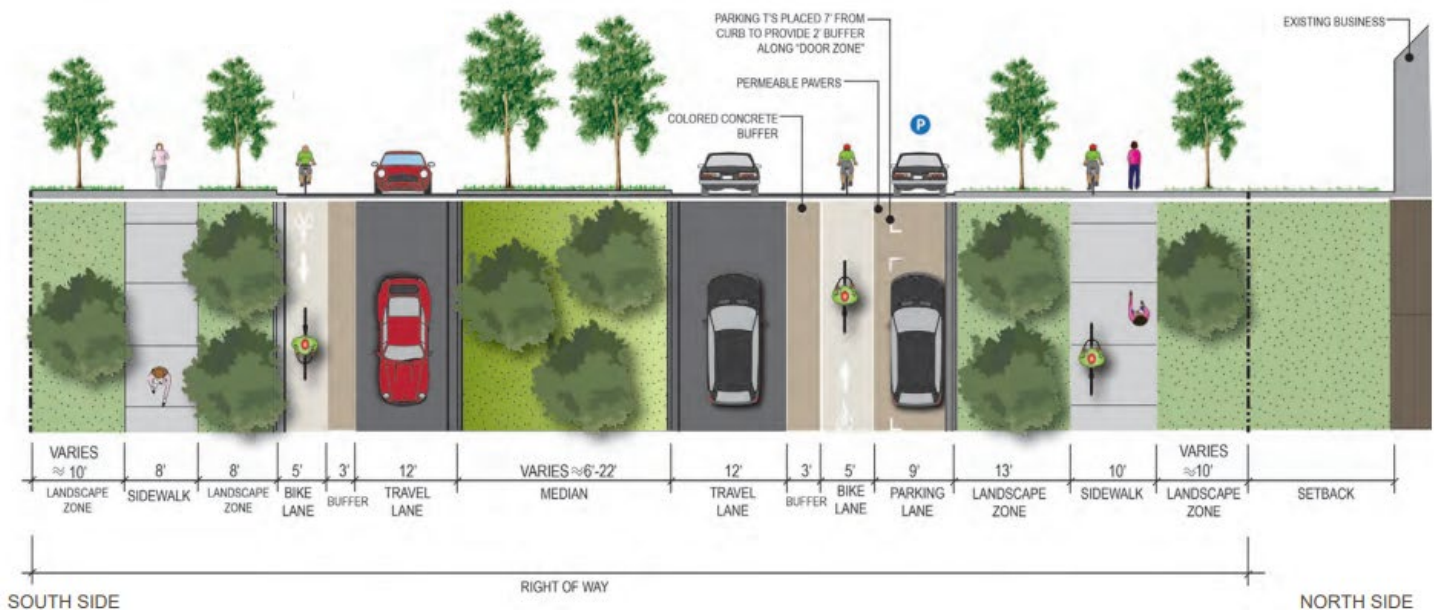 PARKING T'S PLACED 7' FROM
CURB TO PROVIDE 2' BUFFER
ALONG "DOOR ZONE"
EXISTING BUSINESS
PERMEABLE PAVERS
COLORED CONCRETE
BUFFER
P
VARIES
≈ 10'
LANDSCAPE
ZONE
8'
SIDEWALK
8'
LANDSCAPE
ZONE
5'
BIKE
LANE
3'
BUFFER
12'
TRAVEL
LANE
VARIES ≈6'-22'
MEDIAN
12'
TRAVEL
LANE
3'
BUFFER
5'
BIKE
LANE
9'
PARKING
LANE
13'
LANDSCAPE
ZONE
10'
SIDEWALK
VARIES
≈10'
LANDSCAPE
ZONE
SETBACK
RIGHT OF WAY
SOUTH SIDE
NORTH SIDE